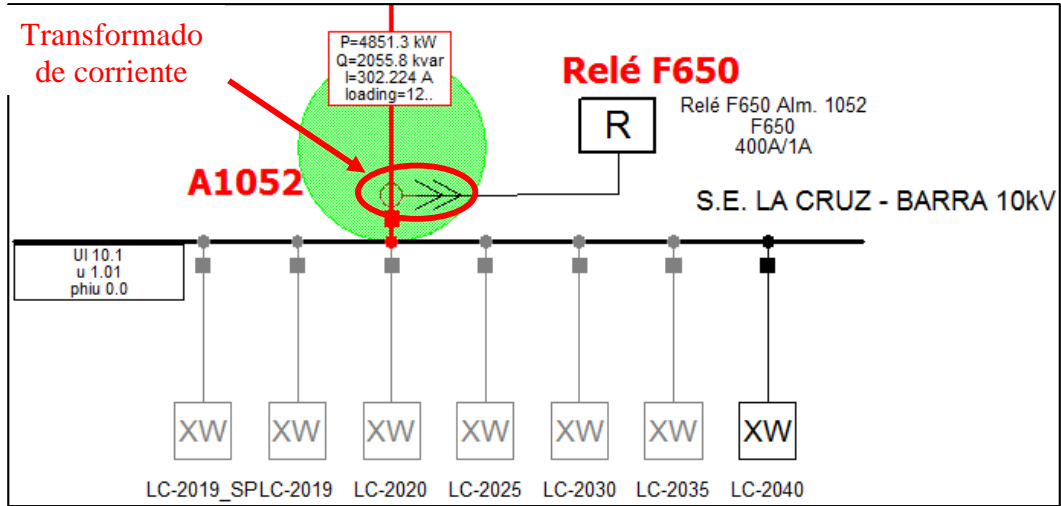 Transformado
de corriente
P=4851.3 kW
Q=2055.8 kvar
I=302.224 A
loading=12..
Relé F650
R
Relé F650 Alm. 1052
F650
400A/1A
A1052
S.E. LA CRUZ - BARRA 10kV
Ul 10.1
u 1.01
phiu 0.0
XW XW XW XW XW XW XW
LC-2019_SP LC-2019 LC-2020 LC-2025 LC-2030 LC-2035 LC-2040